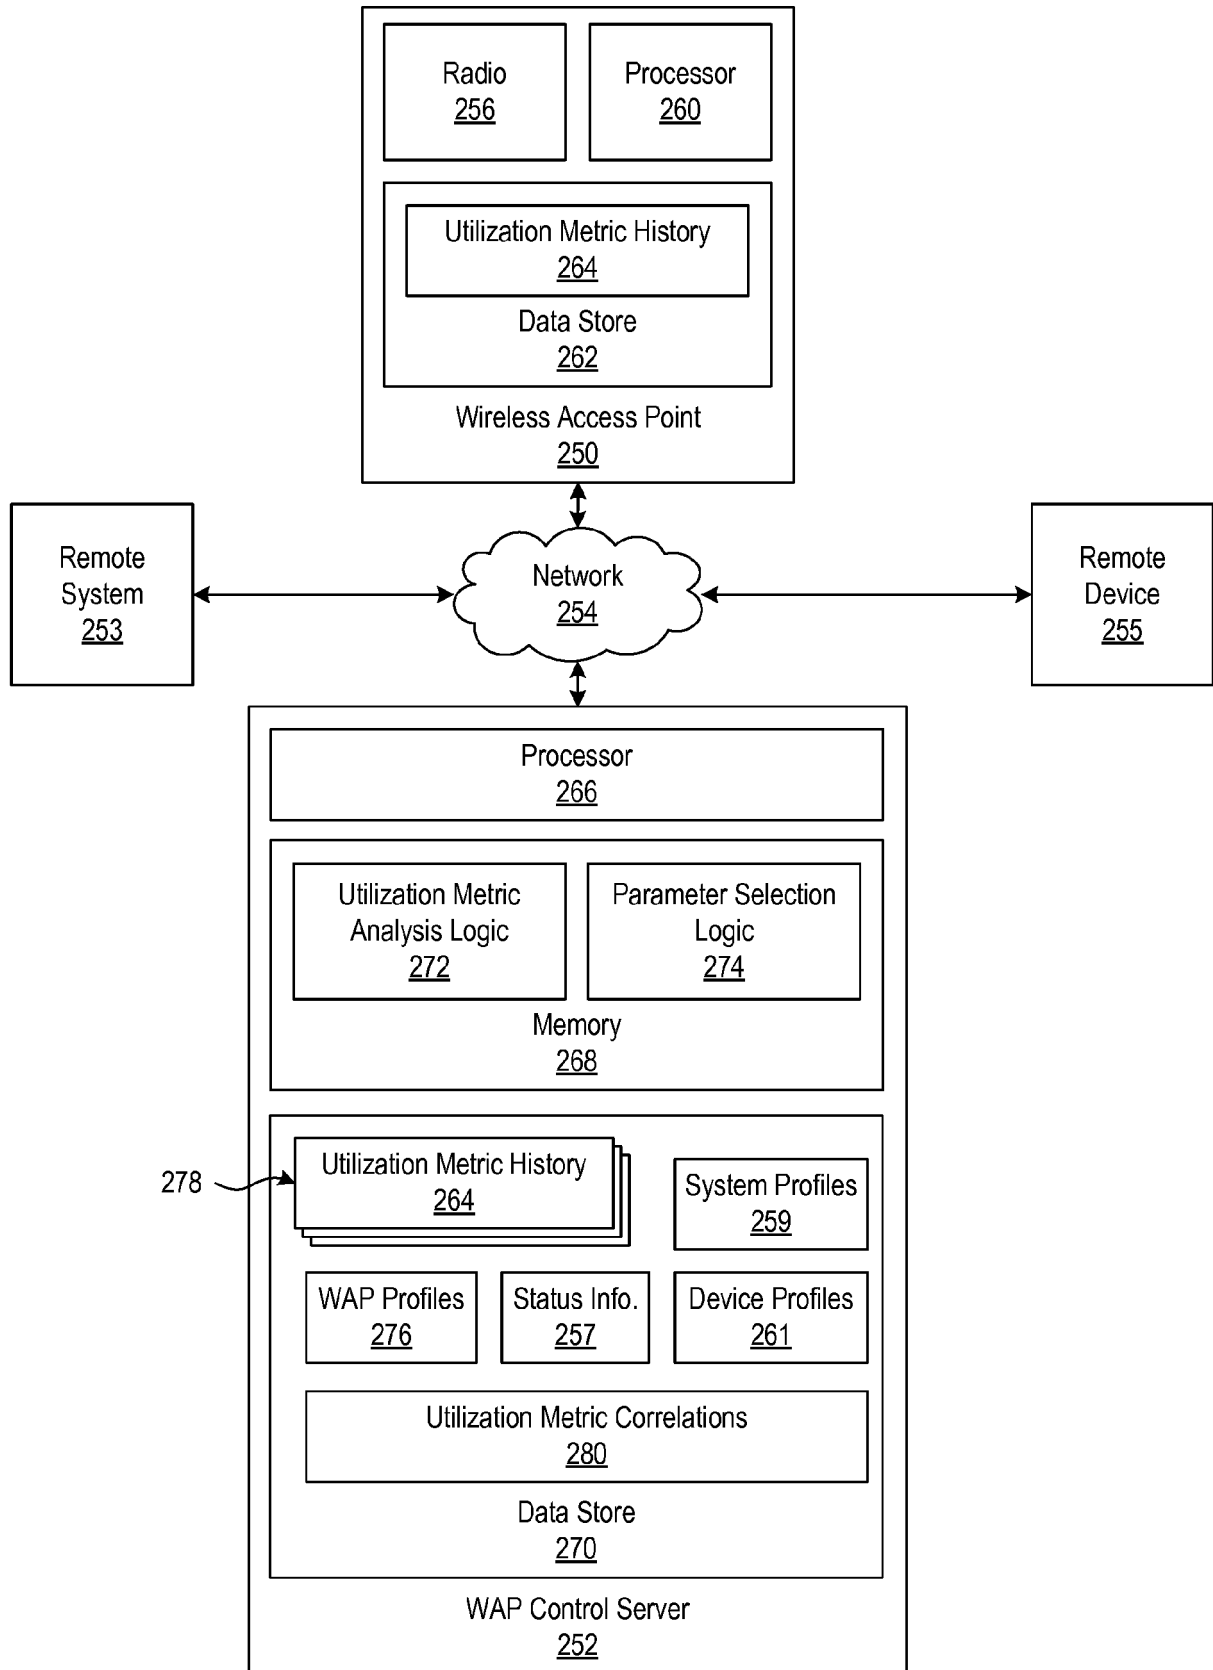 Radio
256
Processor
260
Utilization Metric History
264
Data Store
262
Wireless Access Point
250
Remote
System
253
Network
254
Remote
Device
255
Processor
266
Utilization Metric
Analysis Logic
272
Parameter Selection
Logic
274
Memory
268
278
Utilization Metric History
264
System Profiles
259
WAP Profiles
276
Status Info.
257
Device Profiles
261
Utilization Metric Correlations
280
Data Store
270
WAP Control Server
252